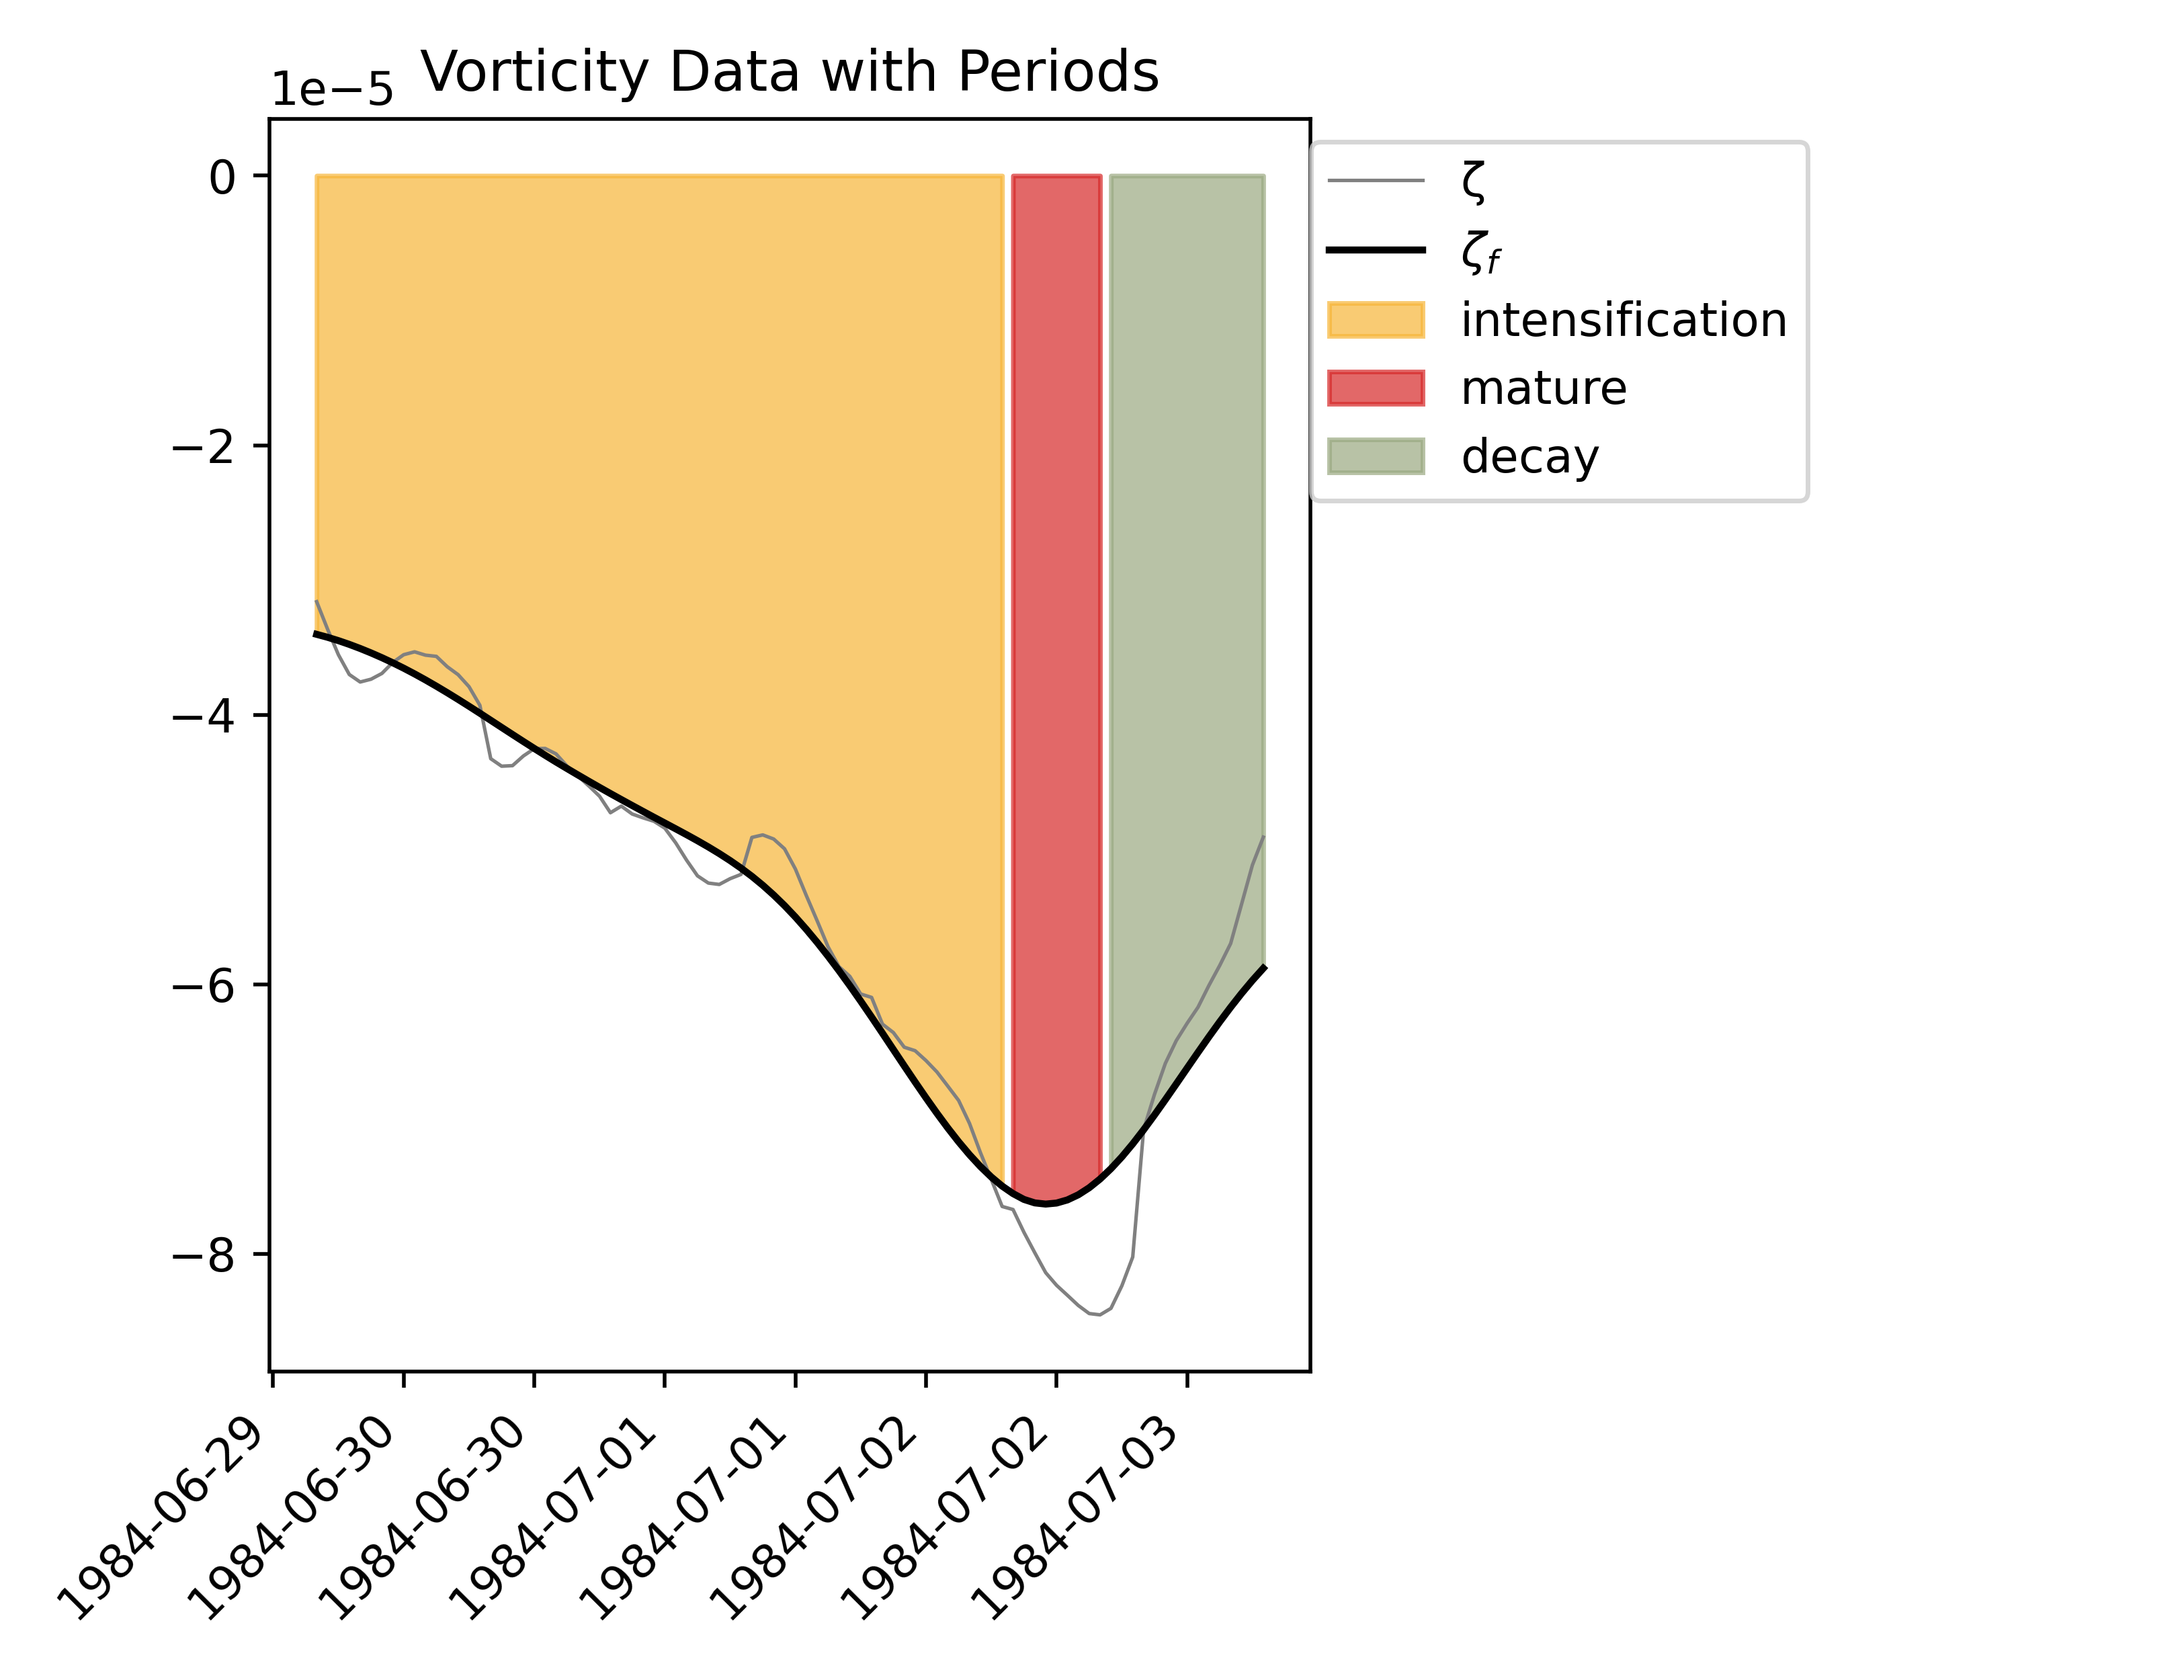 Vorticity Data with Periods
1e−5
0
−2
−4
−6
−8
1984-06-29
1984-06-30
1984-06-30
1984-07-01
1984-07-01
1984-07-02
1984-07-02
1984-07-03
ζ
ζf
intensification
mature
decay